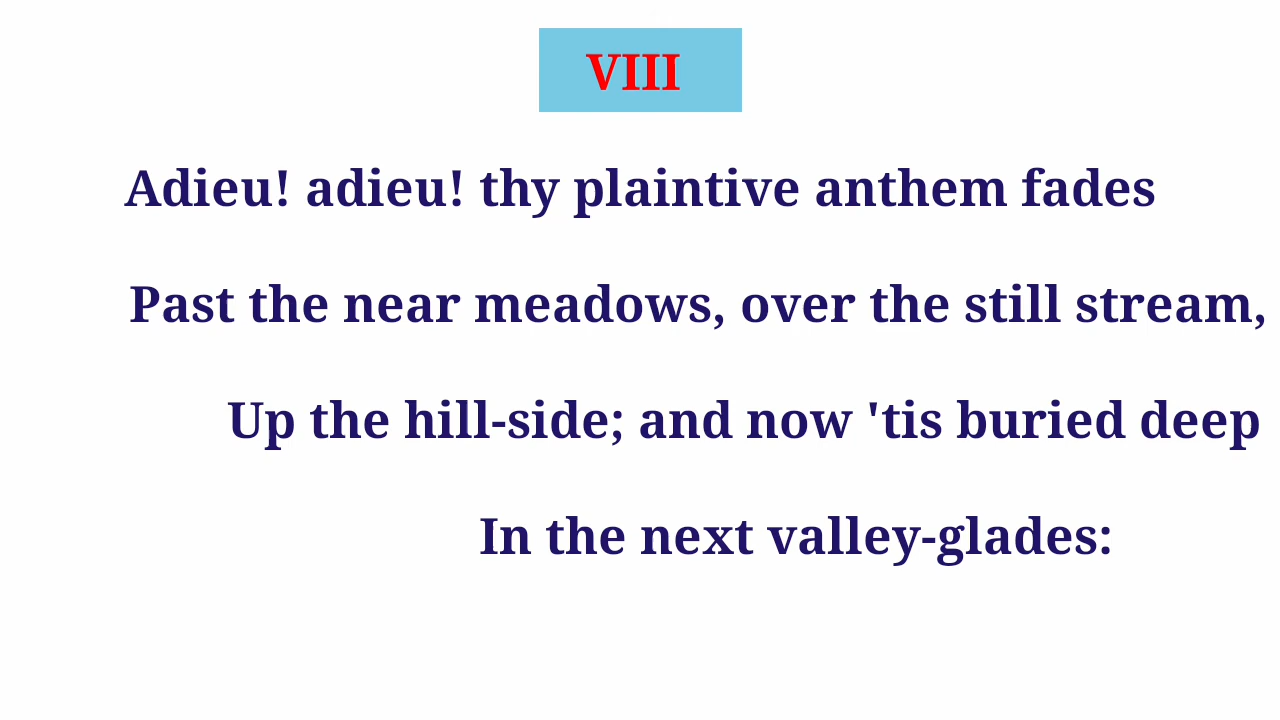 VIII
Adieu! adieu! thy plaintive anthem fades
Past the near meadows, over the still stream,
Up the hill-side; and now 'tis buried deep
In the next valley-glades: